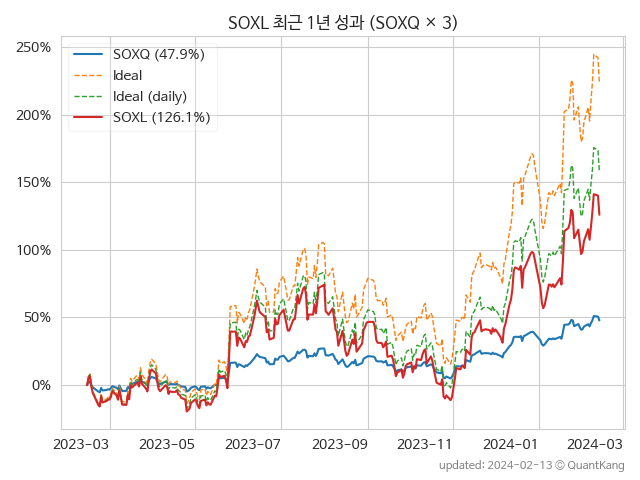 SOXL 최근 1년 성과 (SOXQ × 3)
SOXQ (47.9%)
Ideal
Ideal (daily)
SOXL (126.1%)
250%
200%
150%
100%
50%
0%
2023-03 2023-05 2023-07 2023-09 2023-11 2024-01 2024-03
updated: 2024-02-13 © QuantKang